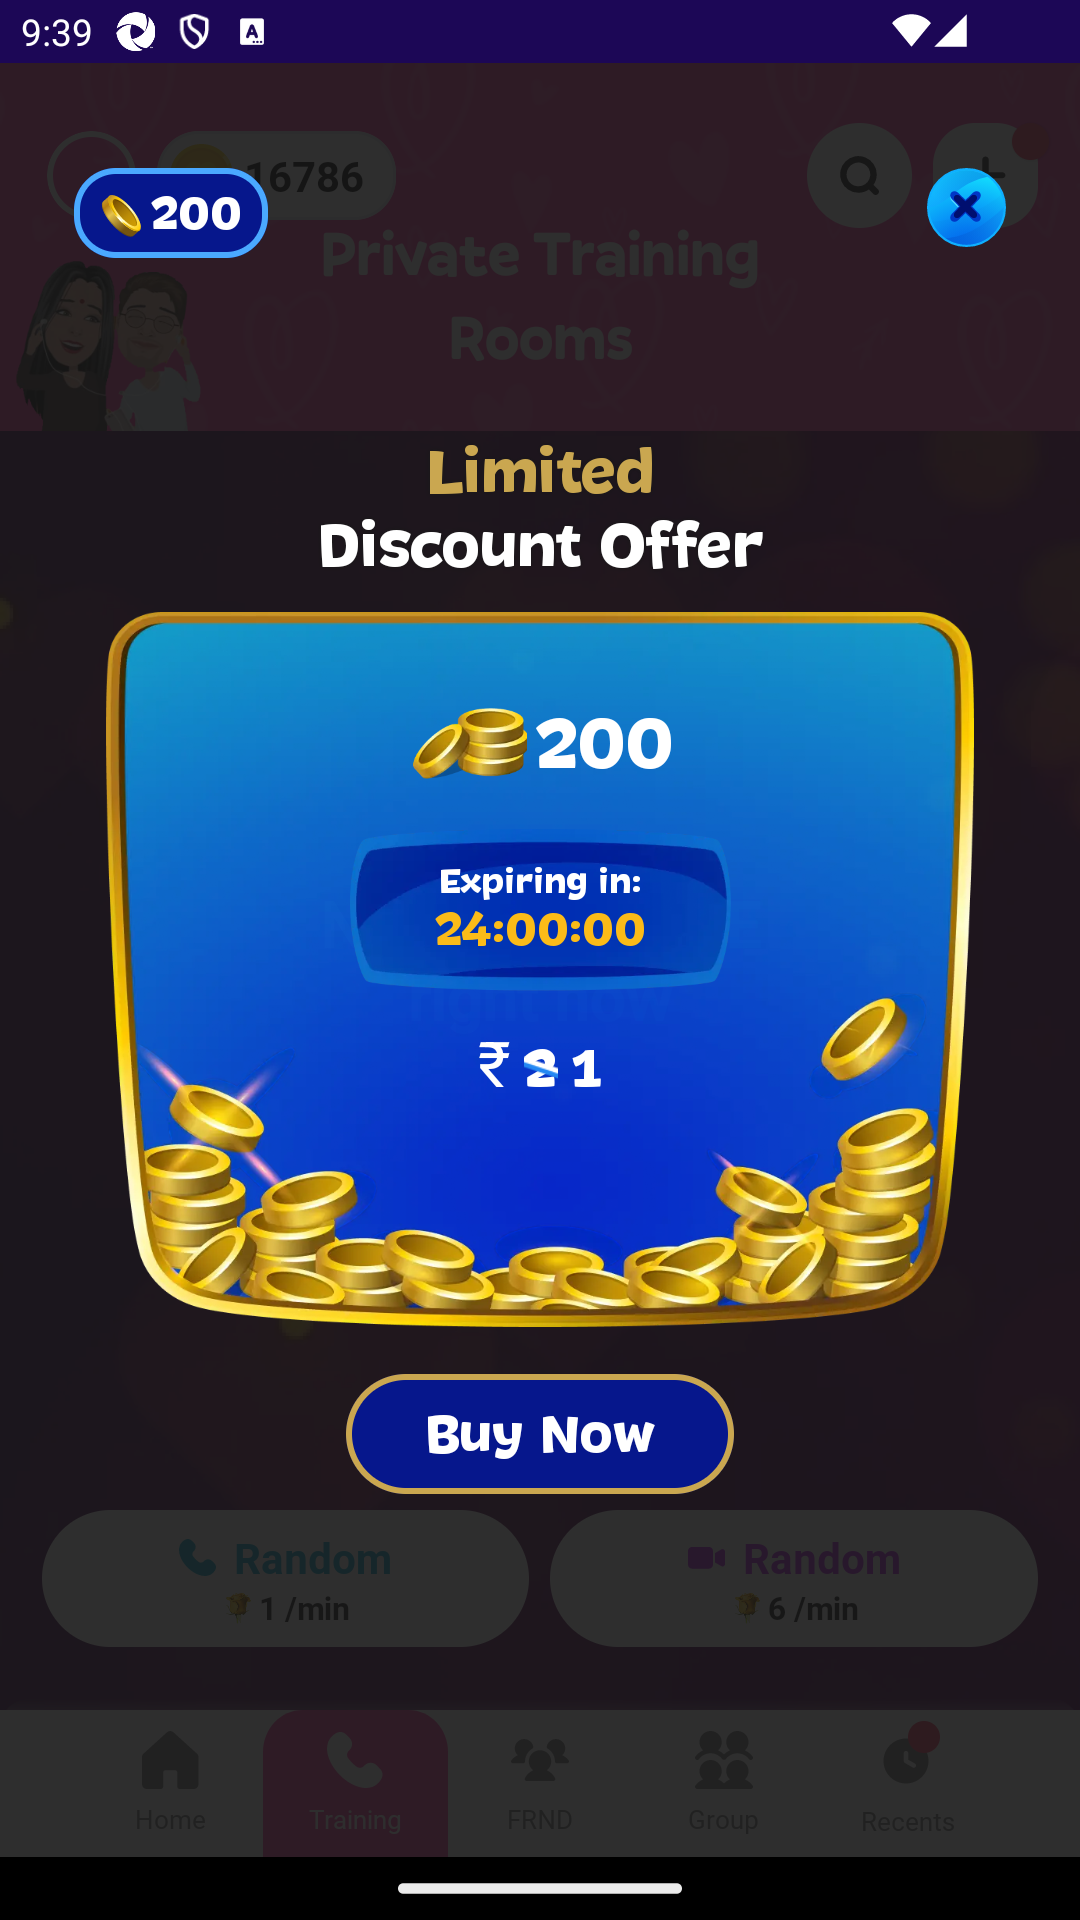 9:39
16786
200
Private Training
Rooms
Limited
Discount Offer
200
Expiring in:
24:00:00
₹ 2 1
Buy Now
Random
1 /min
Random
6 /min
Home
Training
FRND
Group
Recents